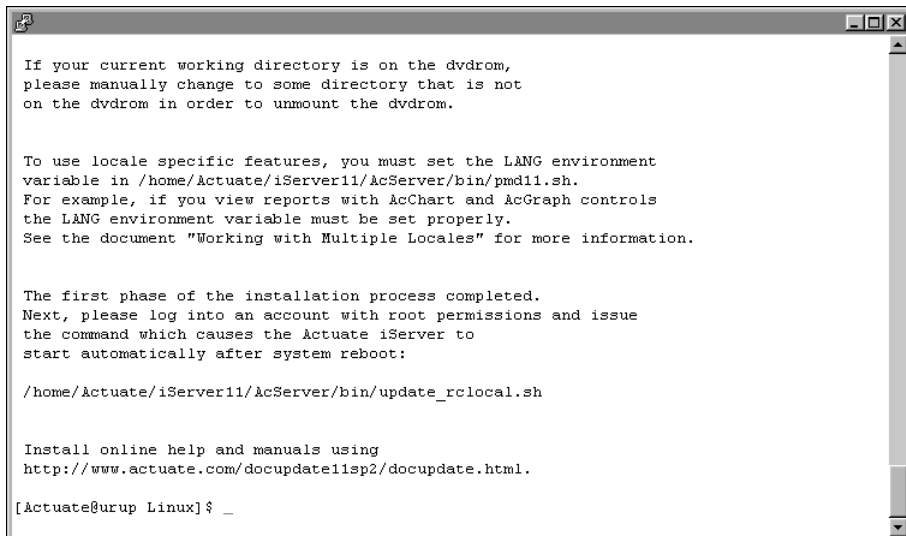 If your current working directory is on the dvdrom,
please manually change to some directory that is not
on the dvdrom in order to unmount the dvdrom.
To use locale specific features, you must set the LANG environment
variable in /home/Actuate/iServer11/AcServer/bin/pmd11.sh.
For example, if you view reports with AcChart and AcGraph controls
the LANG environment variable must be set properly.
See the document "Working with Multiple Locales" for more information.
The first phase of the installation process completed.
Next, please log into an account with root permissions and issue
the command which causes the Actuate iServer to
start automatically after system reboot:
/home/Actuate/iServer11/AcServer/bin/update_rclocal.sh
Install online help and manuals using
http://www.actuate.com/docupdate11sp2/docupdate.html.
[Actuate@urup Linux]$ _